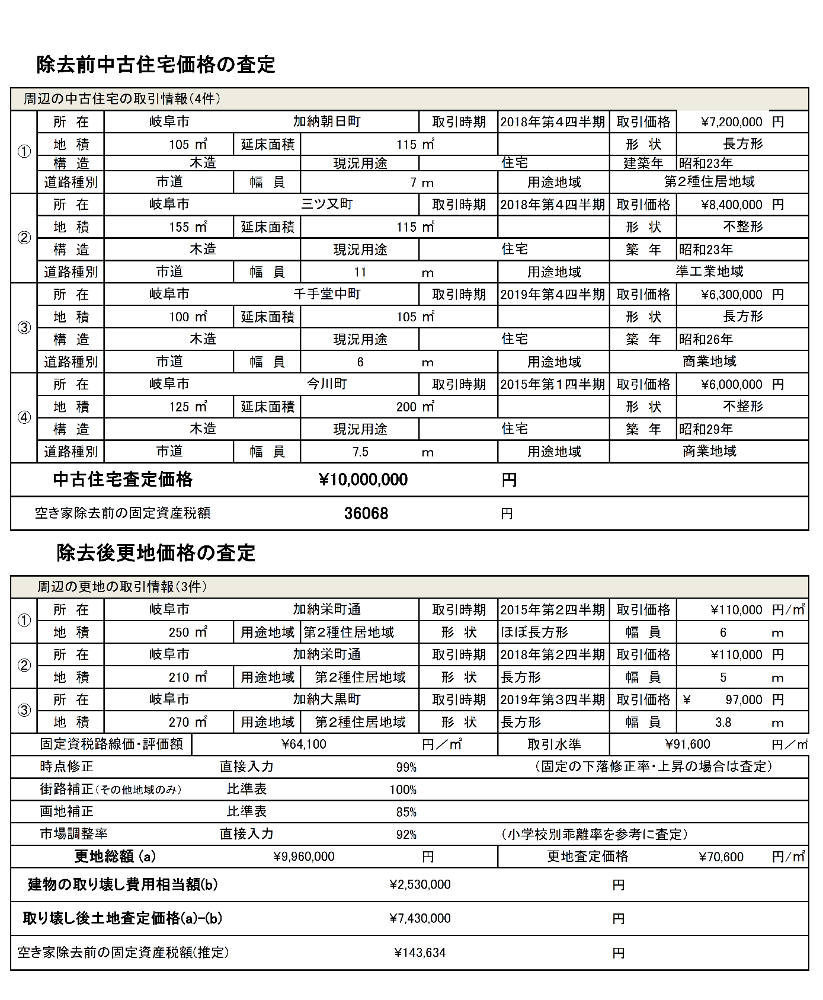 除去前中古住宅価格の査定
周辺の中古住宅の取引情報(4件)
① 所 在 岐阜市 加納朝日町 取引時期 2018年第4四半期 取引価格 ¥7,200,000 円
地 積 105 ㎡ 延床面積 115 ㎡ 形 状 長方形
構 造 木造 現況用途 住宅 建築年 昭和23年
道路種別 市道 幅 員 7 m 用途地域 第2種住居地域
② 所 在 岐阜市 三ツ又町 取引時期 2018年第4四半期 取引価格 ¥8,400,000 円
地 積 155 ㎡ 延床面積 115 ㎡ 形 状 不整形
構 造 木造 現況用途 住宅 築 年 昭和23年
道路種別 市道 幅 員 11 m 用途地域 準工業地域
③ 所 在 岐阜市 千手堂中町 取引時期 2019年第4四半期 取引価格 ¥6,300,000 円
地 積 100 ㎡ 延床面積 105 ㎡ 形 状 長方形
構 造 木造 現況用途 住宅 築 年 昭和26年
道路種別 市道 幅 員 6 m 用途地域 商業地域
④ 所 在 岐阜市 今川町 取引時期 2015年第1四半期 取引価格 ¥6,000,000 円
地 積 125 ㎡ 延床面積 200 ㎡ 形 状 不整形
構 造 木造 現況用途 住宅 築 年 昭和29年
道路種別 市道 幅 員 7.5 m 用途地域 商業地域
中古住宅査定価格 ¥10,000,000 円
空き家除去前の固定資産税額 36068 円
除去後更地価格の査定
周辺の更地の取引情報(3件)
① 所 在 岐阜市 加納栄町通 取引時期 2015年第2四半期 取引価格 ¥110,000 円/㎡
地 積 250 ㎡ 用途地域 第2種住居地域 形 状 ほぼ長方形 幅 員 6 m
② 所 在 岐阜市 加納栄町通 取引時期 2018年第2四半期 取引価格 ¥110,000 円
地 積 210 ㎡ 用途地域 第2種住居地域 形 状 長方形 幅 員 5 m
③ 所 在 岐阜市 加納大黒町 取引時期 2019年第3四半期 取引価格 ¥ 97,000 円
地 積 270 ㎡ 用途地域 第2種住居地域 形 状 長方形 幅 員 3.8 m
固定資税路線価・評価額 ¥64,100 円/㎡ 取引水準 ¥91,600 円/㎡
時点修正 直接入力 99% (固定の下落修正率・上昇の場合は査定)
街路補正(その他地域のみ) 比準表 100%
画地補正 比準表 85%
市場調整率 直接入力 92% (小学校別乖離率を参考に査定)
更地総額 (a) ¥9,960,000 円 更地査定価格 ¥70,600 円/㎡
建物の取り壊し費用相当額(b) ¥2,530,000 円
取り壊し後土地査定価格(a)-(b) ¥7,430,000 円
空き家除去前の固定資産税額(推定) ¥143,634 円